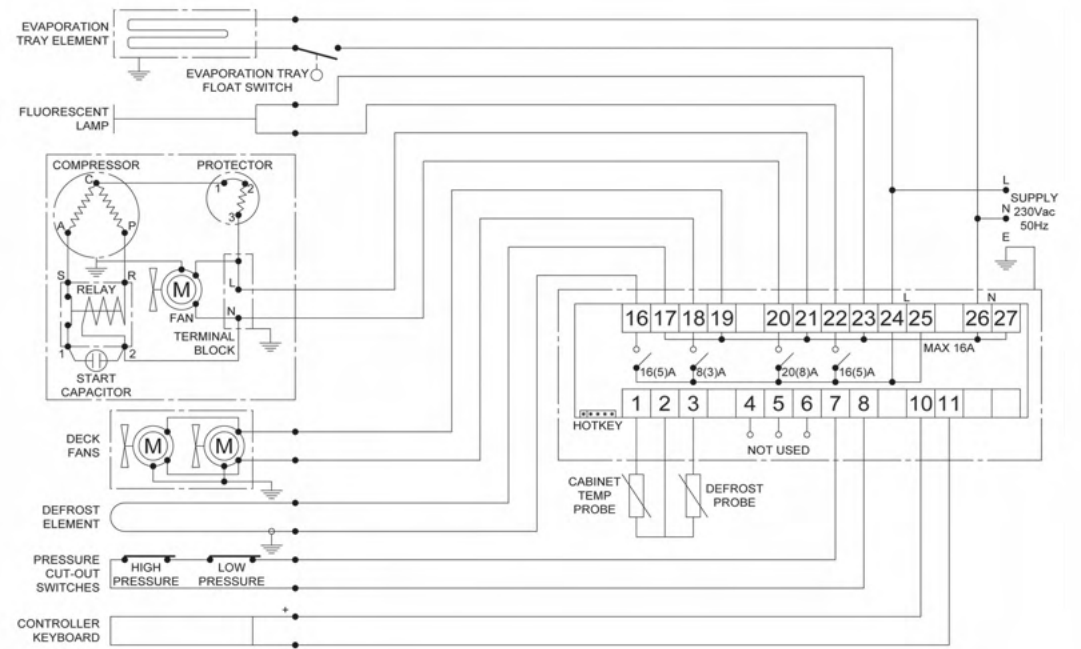 EVAPORATION
TRAY ELEMENT
EVAPORATION TRAY
FLOAT SWITCH
FLUORESCENT
LAMP
COMPRESSOR
PROTECTOR
C
1
2
A
P
3
S
R
RELAY
M
FAN
L
N
TERMINAL
BLOCK
1
2
START
CAPACITOR
L
SUPPLY
N
230Vac
50Hz
E
L
N
16 17 18 19 20 21 22 23 24 25 26 27
MAX 16A
16(5)A
8(3)A
20(8)A
16(5)A
1 2 3 4 5 6 7 8 10 11
HOTKEY
NOT USED
DECK
FANS
M
M
CABINET
TEMP
PROBE
DEFROST
PROBE
DEFROST
ELEMENT
PRESSURE
CUT-OUT
SWITCHES
HIGH
PRESSURE
LOW
PRESSURE
+
CONTROLLER
KEYBOARD